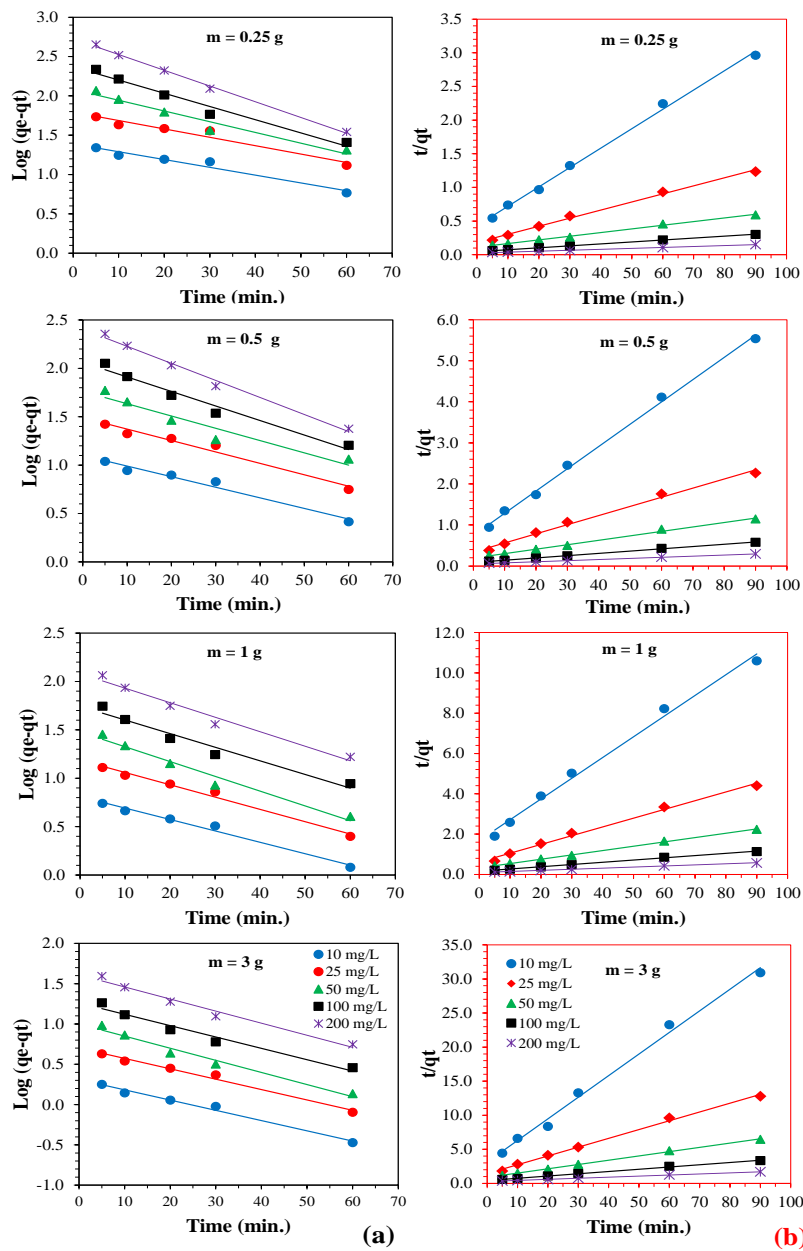 m = 0.25 g
Log (qe-qt)
3.0
2.5
2.0
1.5
1.0
0.5
0.0
0 10 20 30 40 50 60 70
Time (min.)
m = 0.25 g
t/qt
3.5
3.0
2.5
2.0
1.5
1.0
0.5
0.0
0 10 20 30 40 50 60 70 80 90 100
Time (min.)
m = 0.5 g
Log (qe-qt)
2.5
2.0
1.5
1.0
0.5
0.0
0 10 20 30 40 50 60 70
Time (min.)
m = 0.5 g
t/qt
6.0
5.0
4.0
3.0
2.0
1.0
0.0
0 10 20 30 40 50 60 70 80 90 100
Time (min.)
m = 1 g
Log (qe-qt)
2.5
2.0
1.5
1.0
0.5
0.0
0 10 20 30 40 50 60 70
Time (min.)
m = 1 g
t/qt
12.0
10.0
8.0
6.0
4.0
2.0
0.0
0 10 20 30 40 50 60 70 80 90 100
Time (min.)
m = 3 g
10 mg/L
25 mg/L
50 mg/L
100 mg/L
200 mg/L
Log (qe-qt)
2.0
1.5
1.0
0.5
0.0
-0.5
-1.0
0 10 20 30 40 50 60 70
Time (min.)
(a)
m = 3 g
10 mg/L
25 mg/L
50 mg/L
100 mg/L
200 mg/L
t/qt
35.0
30.0
25.0
20.0
15.0
10.0
5.0
0.0
0 10 20 30 40 50 60 70 80 90 100
Time (min.)
(b)